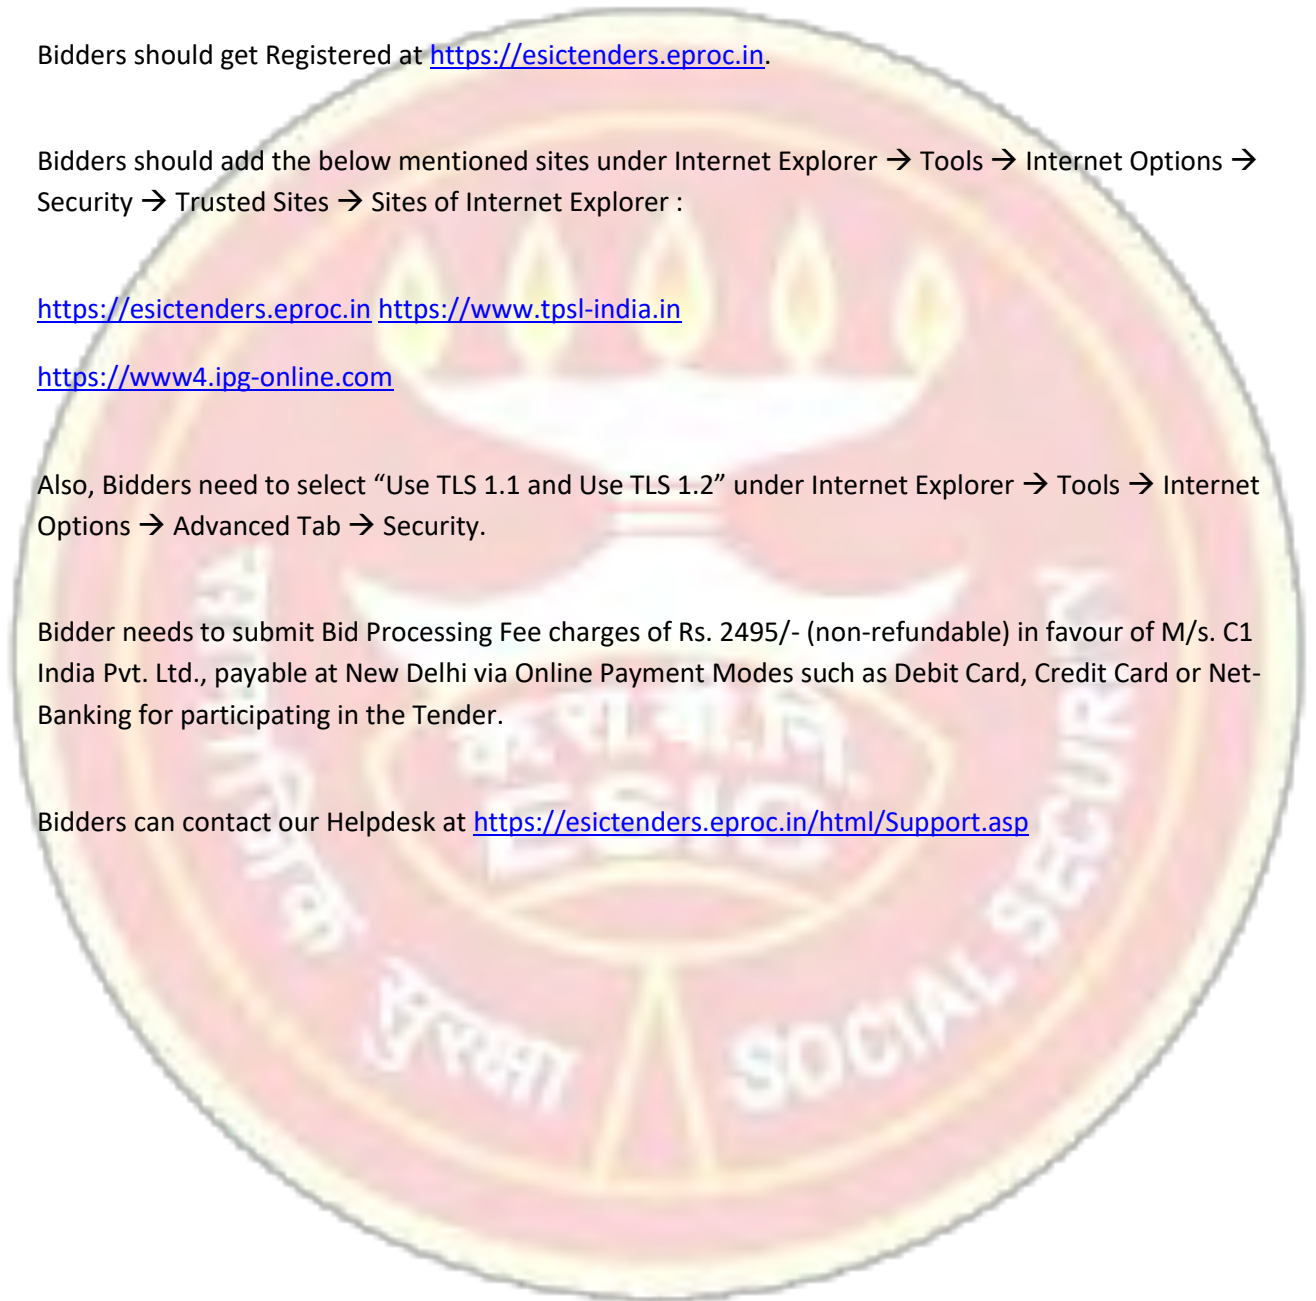 Bidders should get Registered at https://esictenders.eproc.in.
Bidders should add the below mentioned sites under Internet Explorer → Tools → Internet Options →
Security → Trusted Sites → Sites of Internet Explorer :
https://esictenders.eproc.in https://www.tpsl-india.in
https://www4.ipg-online.com
Also, Bidders need to select “Use TLS 1.1 and Use TLS 1.2” under Internet Explorer → Tools → Internet
Options → Advanced Tab → Security.
Bidder needs to submit Bid Processing Fee charges of Rs. 2495/- (non-refundable) in favour of M/s. C1
India Pvt. Ltd., payable at New Delhi via Online Payment Modes such as Debit Card, Credit Card or Net-
Banking for participating in the Tender.
Bidders can contact our Helpdesk at https://esictenders.eproc.in/html/Support.asp
क.रा.बी.नि.
ESIC
सुरक्षा
SOCIAL SECURITY